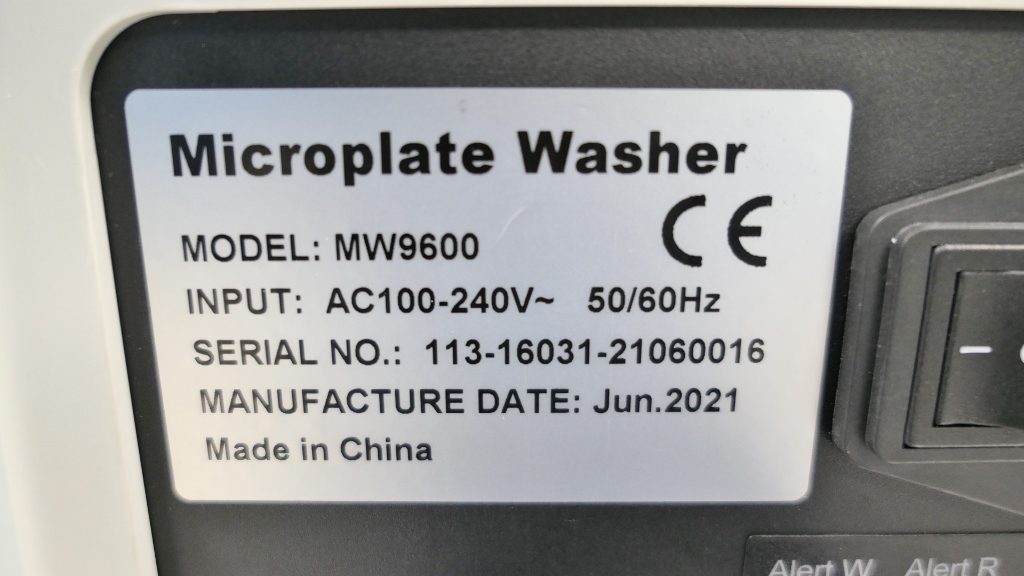 Microplate Washer
CE
MODEL: MW9600
INPUT: AC100-240V~ 50/60Hz
SERIAL NO.: 113-16031-21060016
MANUFACTURE DATE: Jun.2021
Made in China
Alert W Alert R